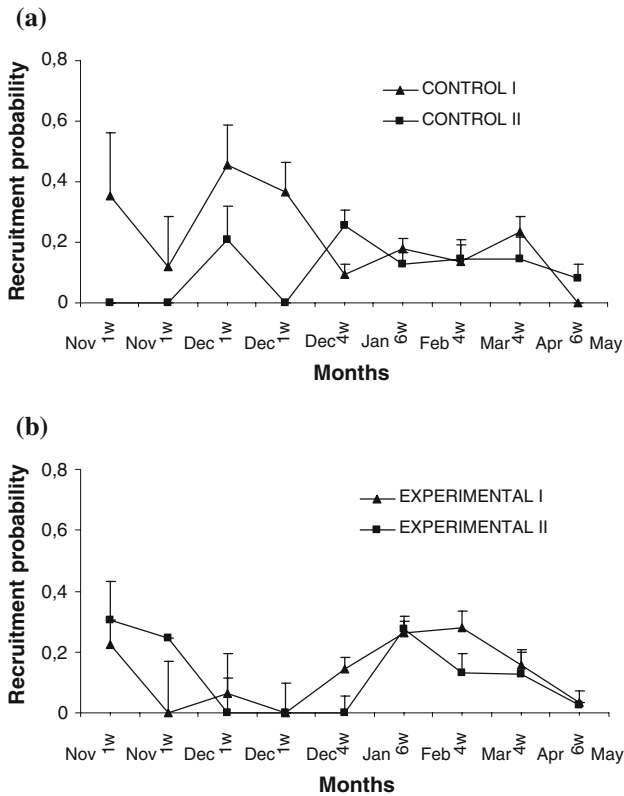 (a)
0,8
0,6
0,4
0,2
0
Recruitment probability
CONTROL I
CONTROL II
Nov 1w Nov 1w Dec 1w Dec 1w Dec 4w Jan 6w Feb 4w Mar 4w Apr 6w May
Months
(b)
0,8
0,6
0,4
0,2
0
Recruitment probability
EXPERIMENTAL I
EXPERIMENTAL II
Nov 1w Nov 1w Dec 1w Dec 1w Dec 4w Jan 6w Feb 4w Mar 4w Apr 6w May
Months